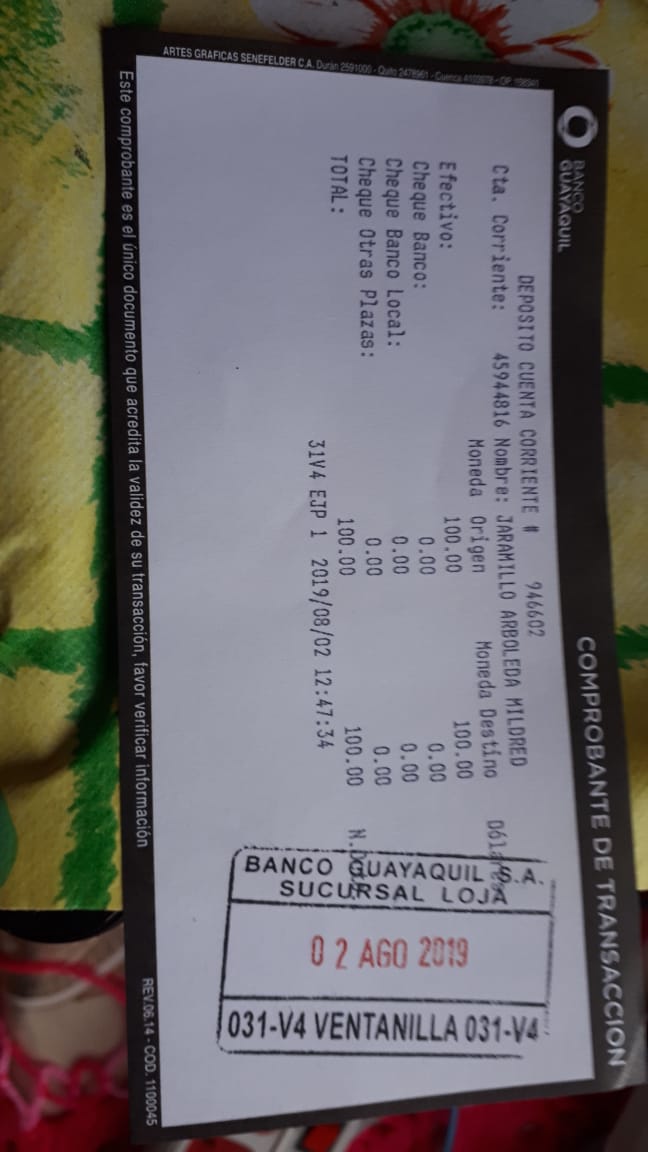 BANCO
GUAYAQUIL
COMPROBANTE DE TRANSACCION
DEPOSITO CUENTA CORRIENTE # 946602
Cta. Corriente: 45944816 Nombre: JARAMILLO ARBOLEDA MILDRED
Moneda Origen Moneda Destino Dólares
Efectivo: 100.00 100.00
Cheque Banco: 0.00 0.00
Cheque Banco Local: 0.00 0.00
Cheque Otras Plazas: 0.00 0.00
TOTAL: 100.00 100.00
31V4 EJP 1 2019/08/02 12:47:34
BANCO GUAYAQUIL S.A.
SUCURSAL LOJA
02 AGO 2019
031-V4 VENTANILLA 031-V4
ARTES GRAFICAS SENEFELDER C.A.
Este comprobante es el único documento que acredita la validez de su transacción, favor verificar información
REV.06.14 - COD. 1100045